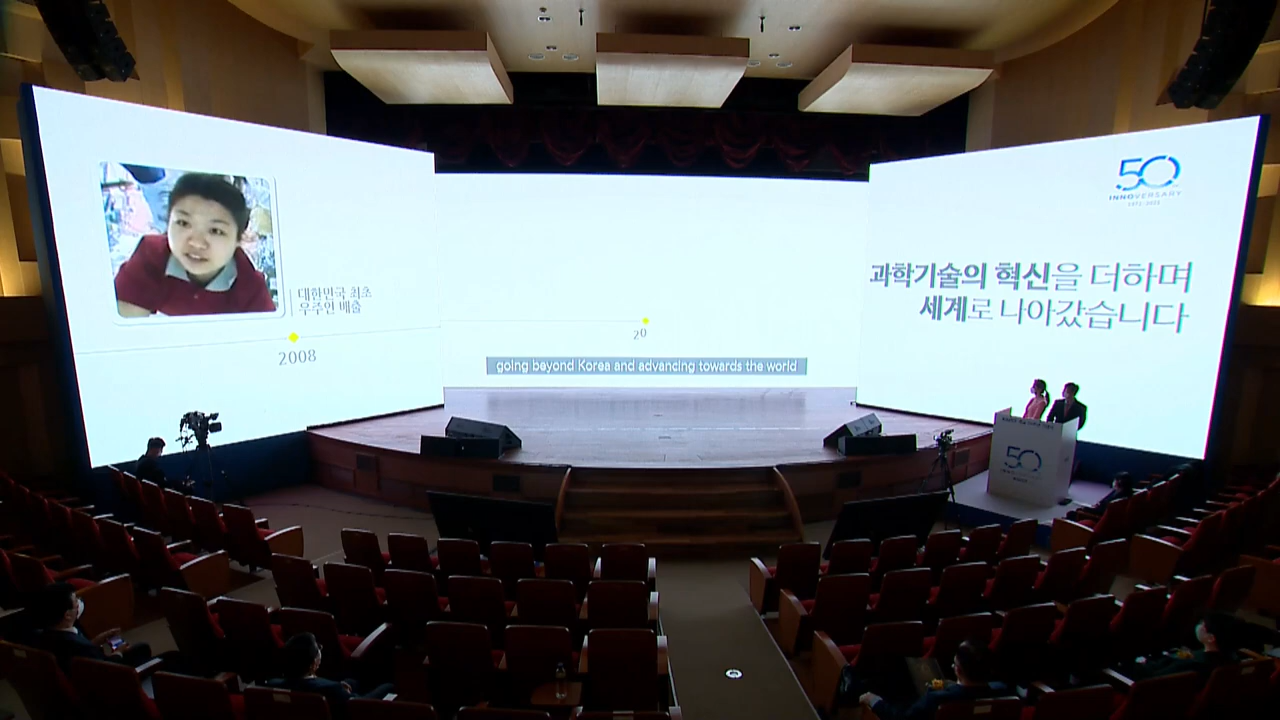 대한민국 최초
우주인 배출
2008
20
going beyond Korea and advancing towards the world
50
INNOVERSARY
과학기술의 혁신을 더하며
세계로 나아갔습니다
50